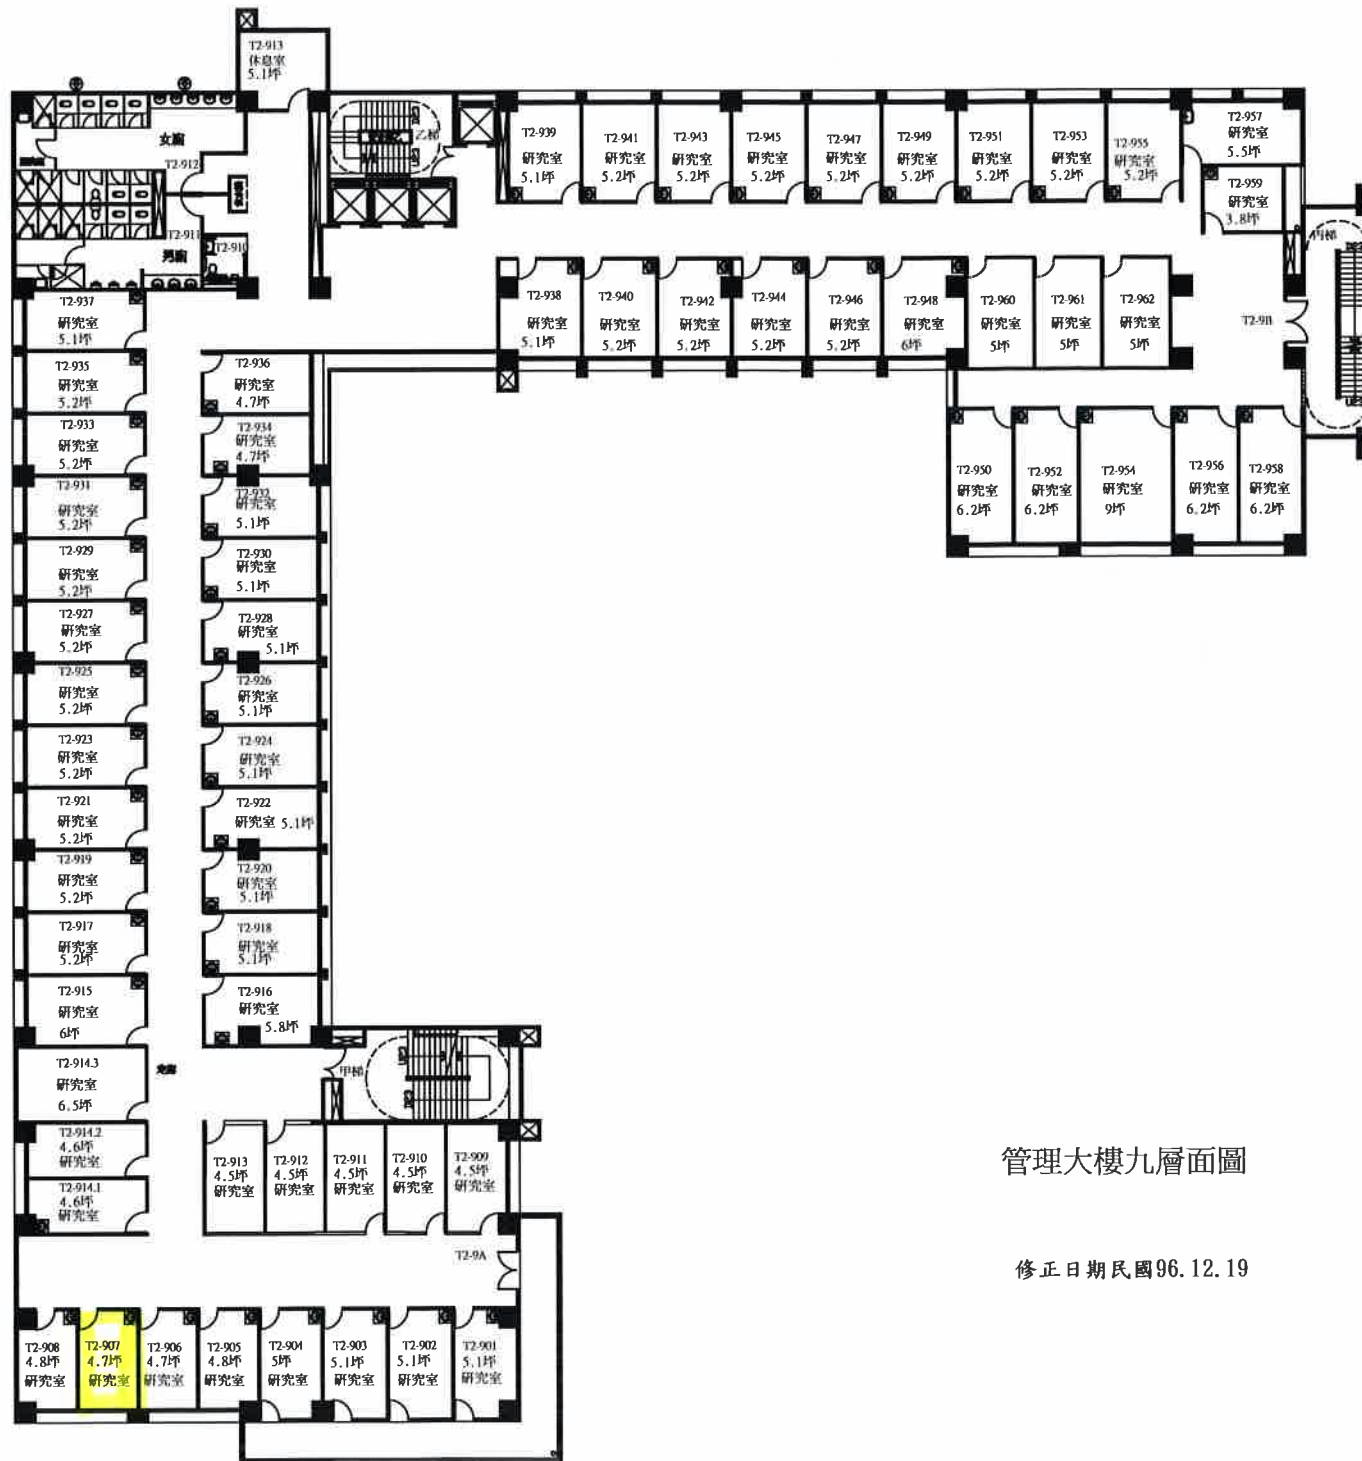 T2-913
休息室
5.1坪
女廁
T2-912
T2-911
男廁
T2-910
乙梯
T2-939
研究室
5.1坪
T2-941
研究室
5.2坪
T2-943
研究室
5.2坪
T2-945
研究室
5.2坪
T2-947
研究室
5.2坪
T2-949
研究室
5.2坪
T2-951
研究室
5.2坪
T2-953
研究室
5.2坪
T2-955
研究室
5.2坪
T2-957
研究室
5.5坪
T2-959
研究室
3.8坪
丙梯
T2-938
研究室
5.1坪
T2-940
研究室
5.2坪
T2-942
研究室
5.2坪
T2-944
研究室
5.2坪
T2-946
研究室
5.2坪
T2-948
研究室
6坪
T2-960
研究室
5坪
T2-961
研究室
5坪
T2-962
研究室
5坪
T2-9B
T2-950
研究室
6.2坪
T2-952
研究室
6.2坪
T2-954
研究室
9坪
T2-956
研究室
6.2坪
T2-958
研究室
6.2坪
T2-937
研究室
5.1坪
T2-935
研究室
5.2坪
T2-933
研究室
5.2坪
T2-931
研究室
5.2坪
T2-929
研究室
5.2坪
T2-927
研究室
5.2坪
T2-925
研究室
5.2坪
T2-923
研究室
5.2坪
T2-921
研究室
5.2坪
T2-919
研究室
5.2坪
T2-917
研究室
5.2坪
T2-915
研究室
6坪
T2-936
研究室
4.7坪
T2-934
研究室
4.7坪
T2-932
研究室
5.1坪
T2-930
研究室
5.1坪
T2-928
研究室
5.1坪
T2-926
研究室
5.1坪
T2-924
研究室
5.1坪
T2-922
研究室 5.1坪
T2-920
研究室
5.1坪
T2-918
研究室
5.1坪
T2-916
研究室
5.8坪
T2-914.3
研究室
6.5坪
走廊
甲梯
T2-914.2
4.6坪
研究室
T2-914.1
4.6坪
研究室
T2-913
4.5坪
研究室
T2-912
4.5坪
研究室
T2-911
4.5坪
研究室
T2-910
4.5坪
研究室
T2-909
4.5坪
研究室
T2-9A
T2-908
4.8坪
研究室
T2-907
4.7坪
研究室
T2-906
4.7坪
研究室
T2-905
4.8坪
研究室
T2-904
5坪
研究室
T2-903
5.1坪
研究室
T2-902
5.1坪
研究室
T2-901
5.1坪
研究室
管理大樓九層面圖
修正日期民國96.12.19